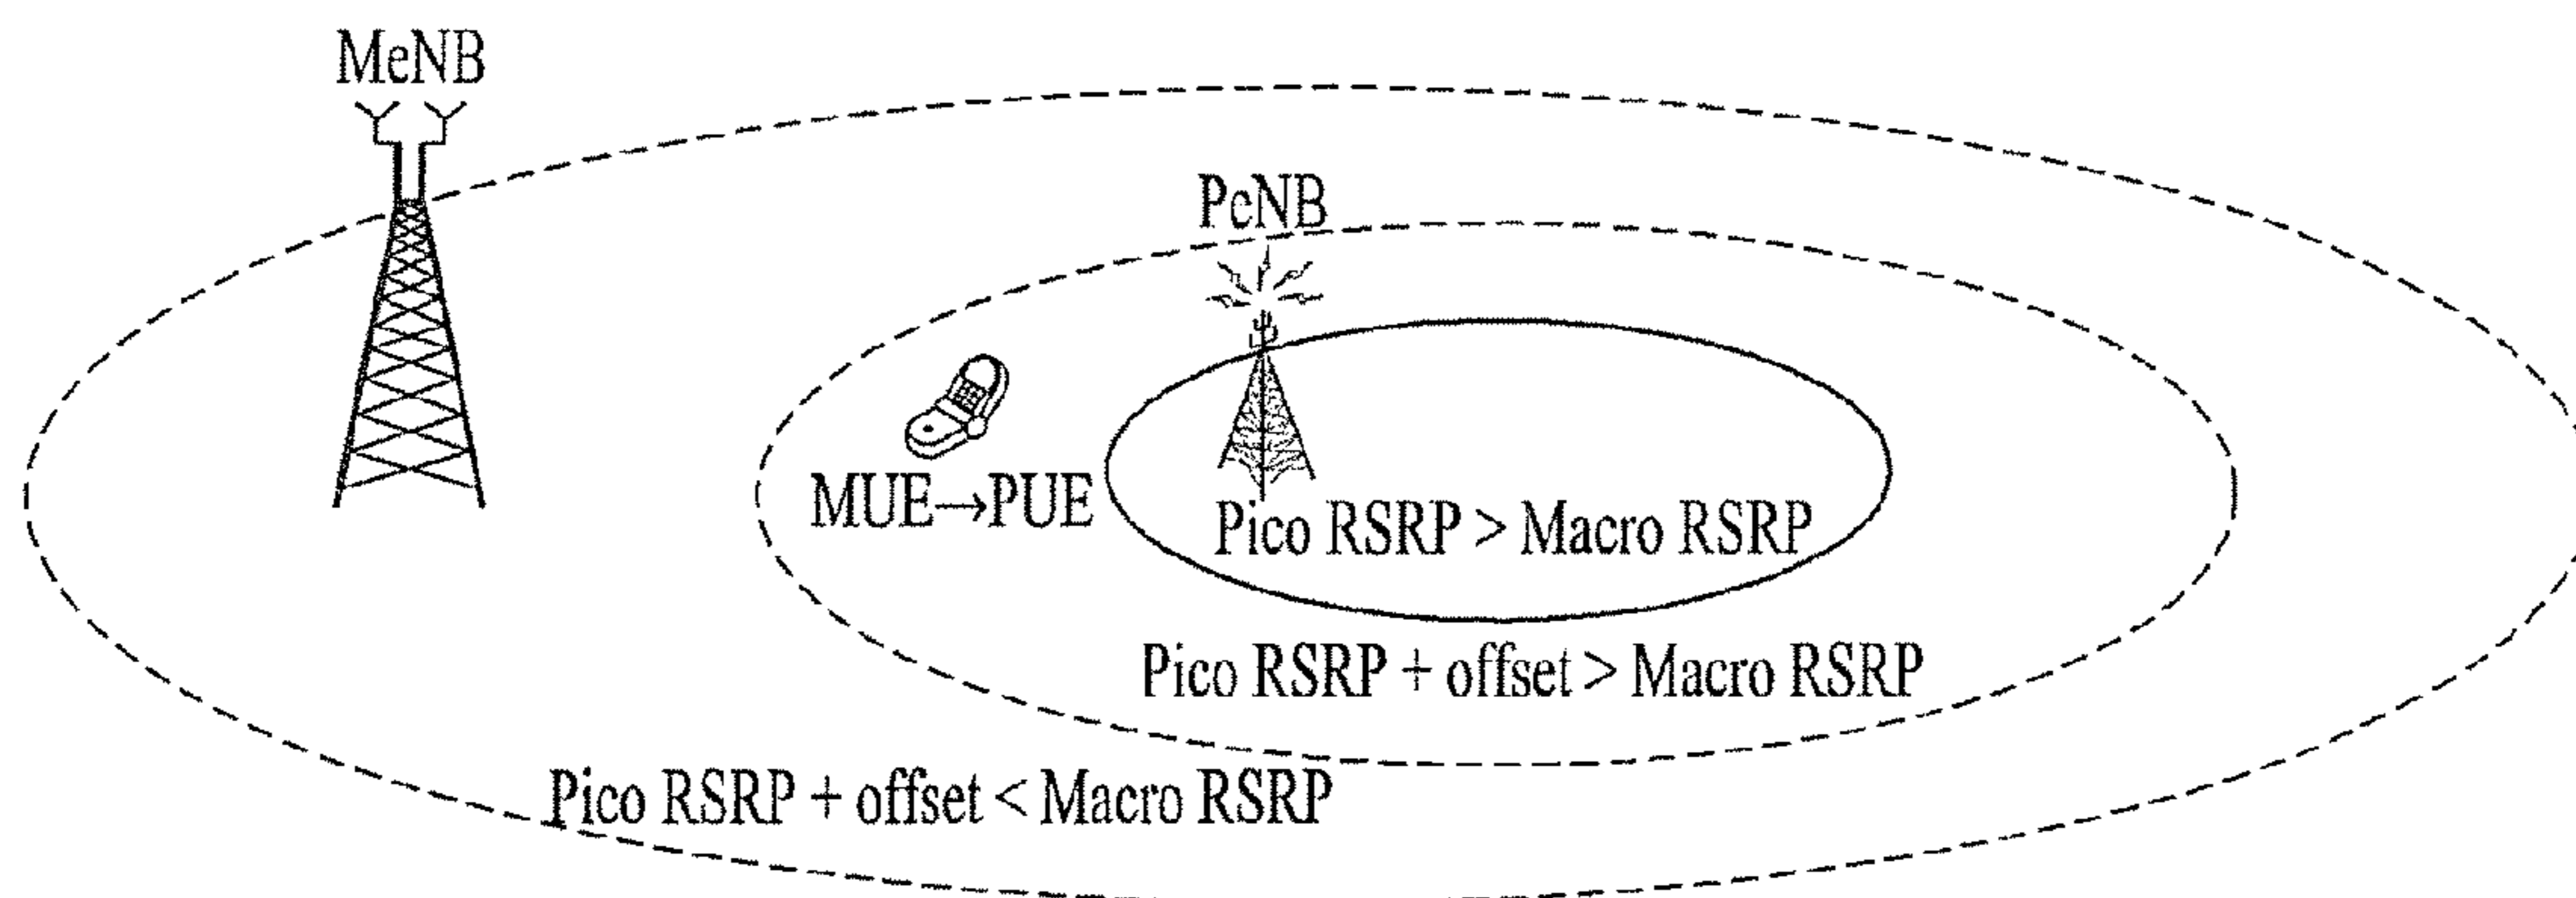 MeNB
PeNB
MUE→PUE
Pico RSRP > Macro RSRP
Pico RSRP + offset > Macro RSRP
Pico RSRP + offset < Macro RSRP